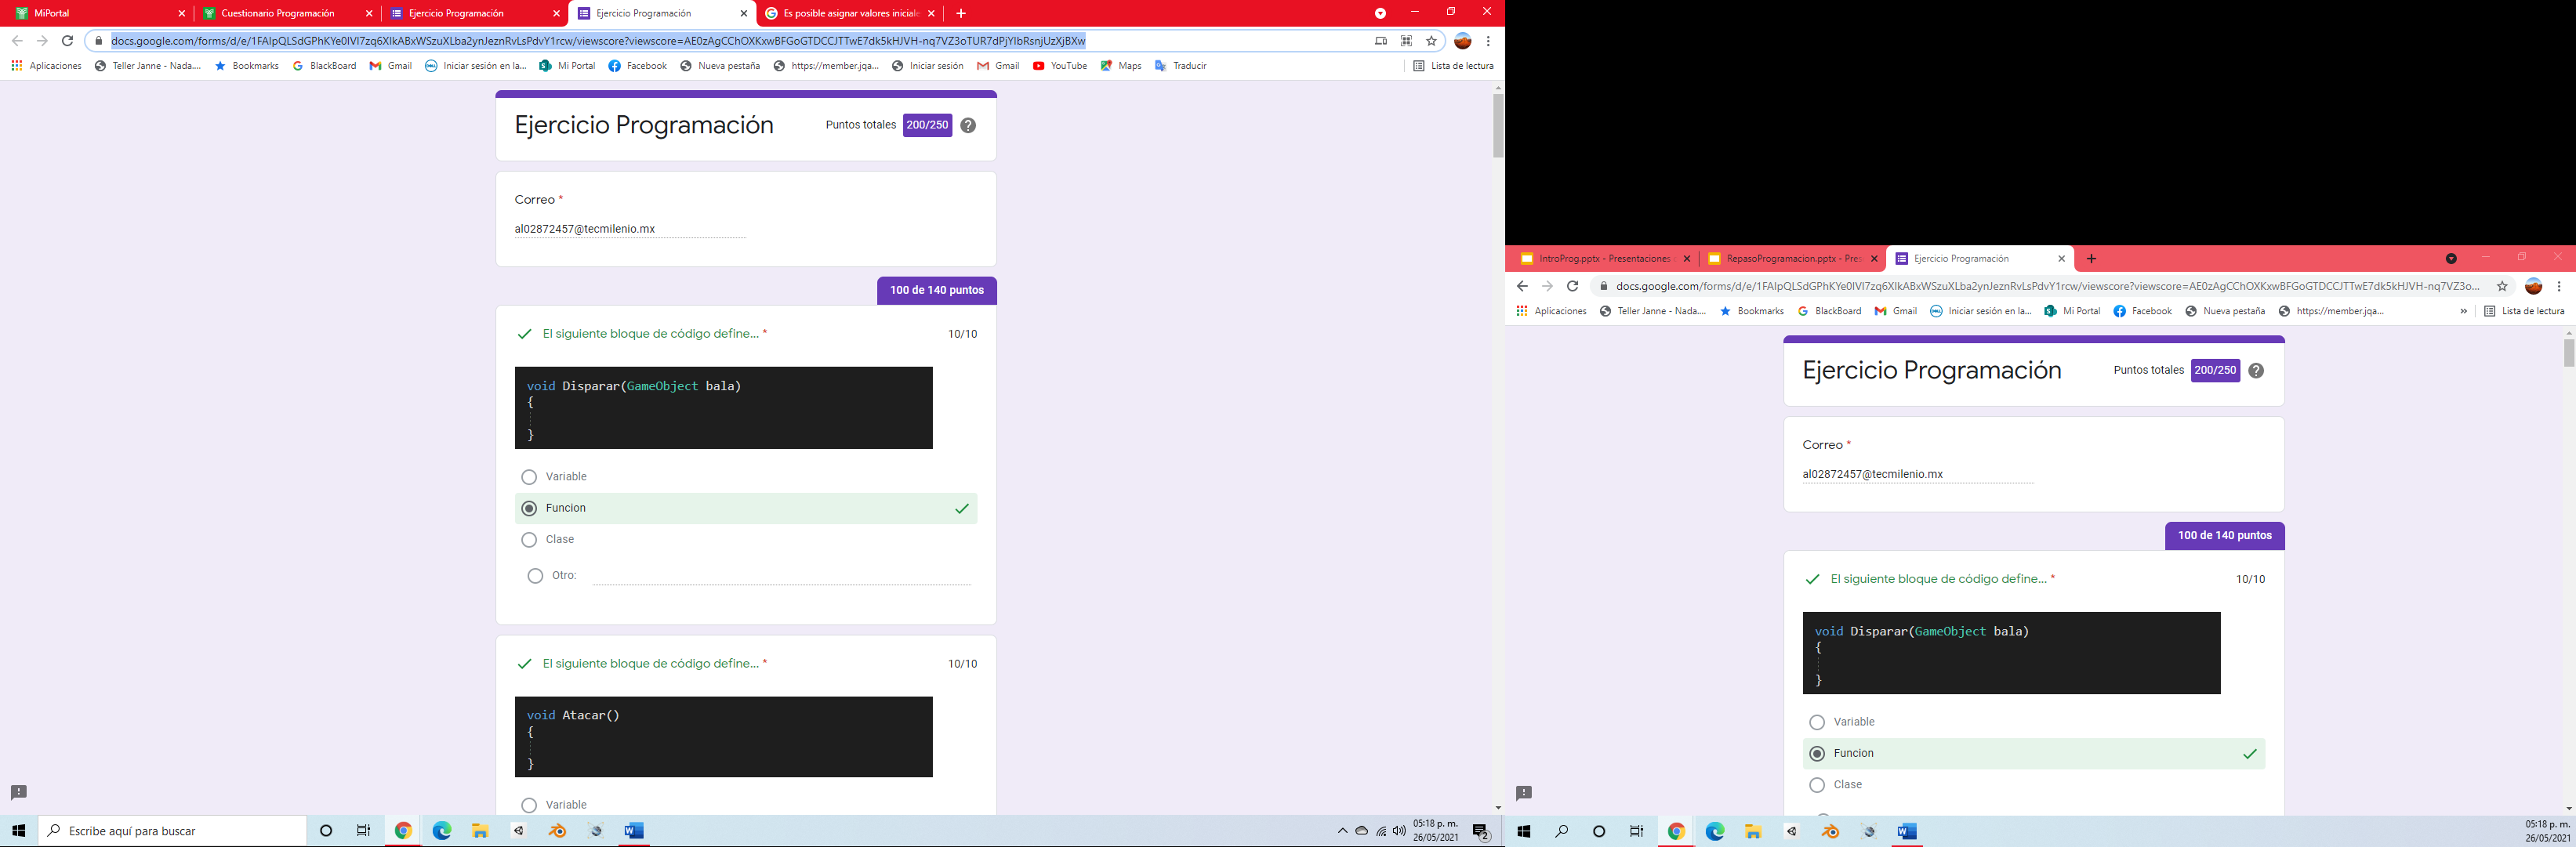 MiPortal
Cuestionario Programación
Ejercicio Programación
Ejercicio Programación
Es posible asignar valores iniciale
docs.google.com/forms/d/e/1FAIpQLSdGPhKYe0IVI7zq6XIkABxWSzuXLba2ynJeznRvLsPdvY1rcw/viewscore?viewscore=AE0zAgCChOXKxwBFGoGTDCCJTTwE7dk5kHJVH-nq7VZ3oTUR7dPjYIbRsnjUzXjBXw
Aplicaciones
Teller Janne - Nada....
Bookmarks
BlackBoard
Gmail
Iniciar sesión en la...
Mi Portal
Facebook
Nueva pestaña
https://member.jqa...
Iniciar sesión
Gmail
YouTube
Maps
Traducir
Lista de lectura
Ejercicio Programación
Puntos totales 200/250
Correo *
al02872457@tecmilenio.mx
100 de 140 puntos
El siguiente bloque de código define... *
10/10
void Disparar(GameObject bala)
{
}
Variable
Funcion
Clase
Otro:
El siguiente bloque de código define... *
10/10
void Atacar()
{
}
Variable
Escribe aquí para buscar
05:18 p. m.
26/05/2021
2
IntroProg.pptx - Presentaciones
RepasoProgramacion.pptx - Pres
Ejercicio Programación
docs.google.com/forms/d/e/1FAIpQLSdGPhKYe0IVI7zq6XIkABxWSzuXLba2ynJeznRvLsPdvY1rcw/viewscore?viewscore=AE0zAgCChOXKxwBFGoGTDCCJTTwE7dk5kHJVH-nq7VZ3o...
Aplicaciones
Teller Janne - Nada....
Bookmarks
BlackBoard
Gmail
Iniciar sesión en la...
Mi Portal
Facebook
Nueva pestaña
https://member.jqa...
»
Lista de lectura
Ejercicio Programación
Puntos totales 200/250
Correo *
al02872457@tecmilenio.mx
100 de 140 puntos
El siguiente bloque de código define... *
10/10
void Disparar(GameObject bala)
{
}
Variable
Funcion
Clase
05:18 p. m.
26/05/2021